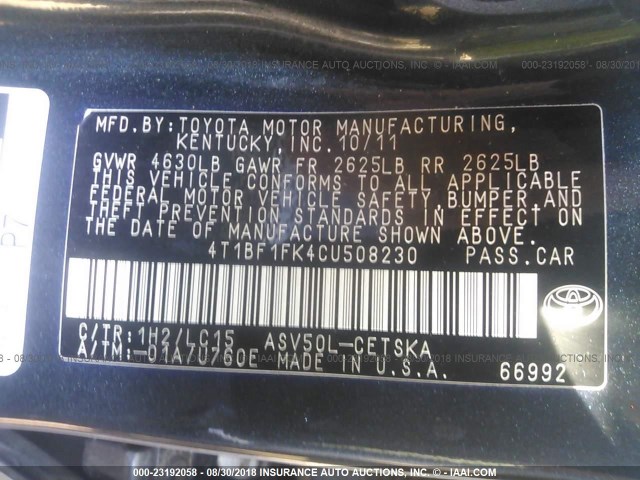 000-23192058 - 08/30/2018 INSURANCE AUTO AUCTIONS, INC. © - IAAI.COM
MFD.BY:TOYOTA MOTOR MANUFACTURING,
KENTUCKY,INC.10/11
GVWR 4630LB GAWR FR 2625LB RR 2625LB
THIS VEHICLE CONFORMS TO ALL APPLICABLE
FEDERAL MOTOR VEHICLE SAFETY,BUMPER,AND
THEFT PREVENTION STANDARDS IN EFFECT ON
THE DATE OF MANUFACTURE SHOWN ABOVE.
4T1BF1FK4CU508230 PASS.CAR
C/TR:1H2/LC15 ASV50L-CETSKA
A/TM:-01A/U760E MADE IN U.S.A.
66992
000-23192058 - 08/30/2018 INSURANCE AUTO AUCTIONS, INC. © - IAAI.COM